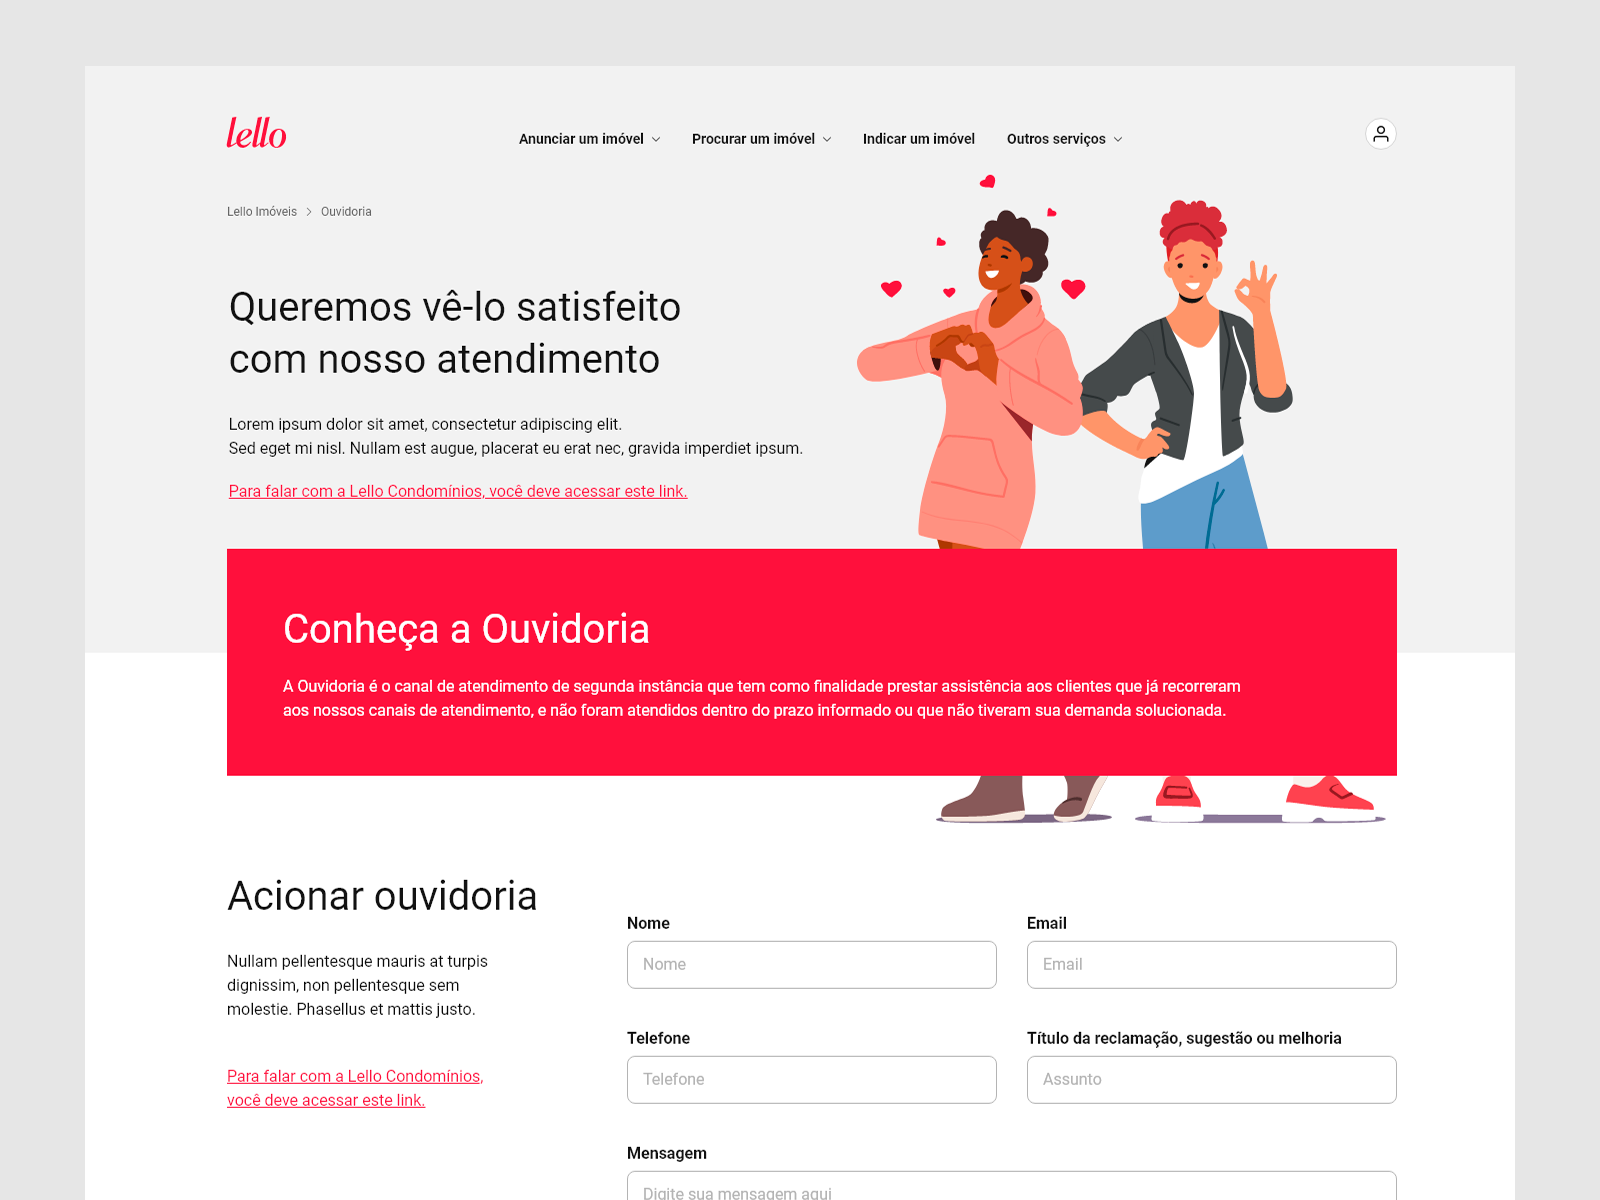 lello
Anunciar um imóvel
Procurar um imóvel
Indicar um imóvel
Outros serviços
Lello Imóveis
Ouvidoria
Queremos vê-lo satisfeito
com nosso atendimento
Lorem ipsum dolor sit amet, consectetur adipiscing elit.
Sed eget mi nisl. Nullam est augue, placerat eu erat nec, gravida imperdiet ipsum.
Para falar com a Lello Condomínios, você deve acessar este link.
Conheça a Ouvidoria
A Ouvidoria é o canal de atendimento de segunda instância que tem como finalidade prestar assistência aos clientes que já recorreram
aos nossos canais de atendimento, e não foram atendidos dentro do prazo informado ou que não tiveram sua demanda solucionada.
Acionar ouvidoria
Nullam pellentesque mauris at turpis
dignissim, non pellentesque sem
molestie. Phasellus et mattis justo.
Para falar com a Lello Condomínios,
você deve acessar este link.
Nome
Nome
Email
Email
Telefone
Telefone
Título da reclamação, sugestão ou melhoria
Assunto
Mensagem
Digite sua mensagem aqui